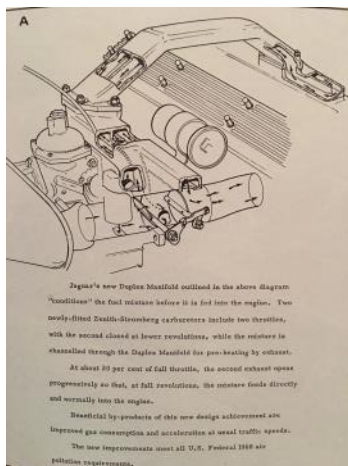 A
Jaguar's new Duplex Manifold outlined in the above diagram
"conditions" the fuel mixture before it is fed into the engine. Two
newly-fitted Zenith-Stromberg carburetors include two throttles,
with the second closed at lower revolutions, while the mixture is
channelled through the Duplex Manifold for pre-heating by exhaust.
At about 20 per cent of full throttle, the second exhaust opens
progressively so that, at full revolutions, the mixture feeds directly
and normally into the engine.
Beneficial by-products of this new design achievement are
improved gas consumption and acceleration at usual traffic speeds.
The new improvements meet all U.S. Federal 1968 air
pollution requirements.